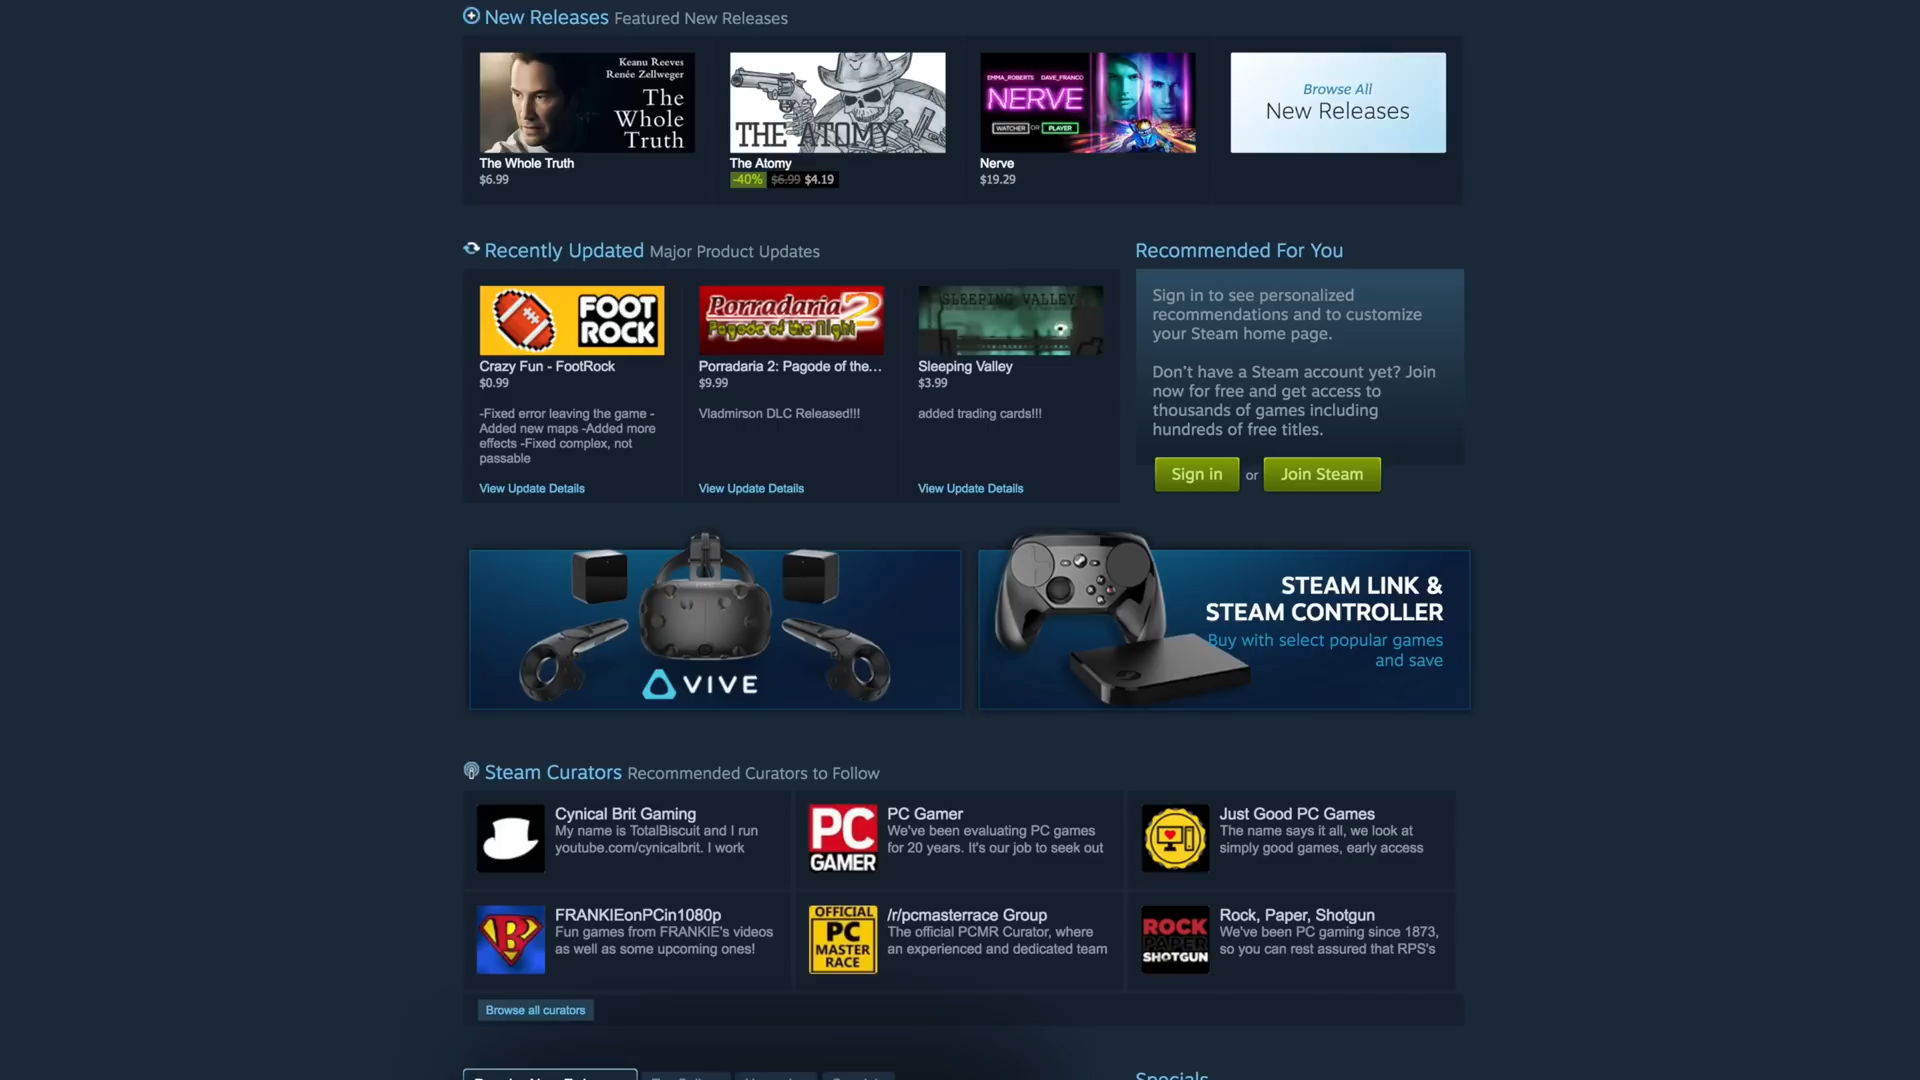 New Releases Featured New Releases
Keanu Reeves
Renée Zellweger
The
Whole
Truth
The Whole Truth
$6.99
THE ATOMY
The Atomy
-40% $6.99 $4.19
EMMA_ROBERTS DAVE_FRANCO
NERVE
WATCHER OR PLAYER
Nerve
$19.29
Browse All
New Releases
Recently Updated Major Product Updates
FOOT
ROCK
Crazy Fun - FootRock
$0.99
-Fixed error leaving the game -
Added new maps -Added more
effects -Fixed complex, not
passable
View Update Details
Porradaria 2
Pagode of the Night
Porradaria 2: Pagode of the...
$9.99
Vladmirson DLC Released!!!
View Update Details
SLEEPING VALLEY
Sleeping Valley
$3.99
added trading cards!!!
View Update Details
Recommended For You
Sign in to see personalized
recommendations and to customize
your Steam home page.
Don't have a Steam account yet? Join
now for free and get access to
thousands of games including
hundreds of free titles.
Sign in or Join Steam
VIVE
STEAM LINK &
STEAM CONTROLLER
Buy with select popular games
and save
Steam Curators Recommended Curators to Follow
Cynical Brit Gaming
My name is TotalBiscuit and I run
youtube.com/cynicalbrit. I work
PC
GAMER
PC Gamer
We've been evaluating PC games
for 20 years. It's our job to seek out
Just Good PC Games
The name says it all, we look at
simply good games, early access
B
FRANKIEonPCin1080p
Fun games from FRANKIE's videos
as well as some upcoming ones!
OFFICIAL
PC
MASTER
RACE
/r/pcmasterrace Group
The official PCMR Curator, where
an experienced and dedicated team
ROCK
PAPER
SHOTGUN
Rock, Paper, Shotgun
We've been PC gaming since 1873,
so you can rest assured that RPS's
Browse all curators
Specials